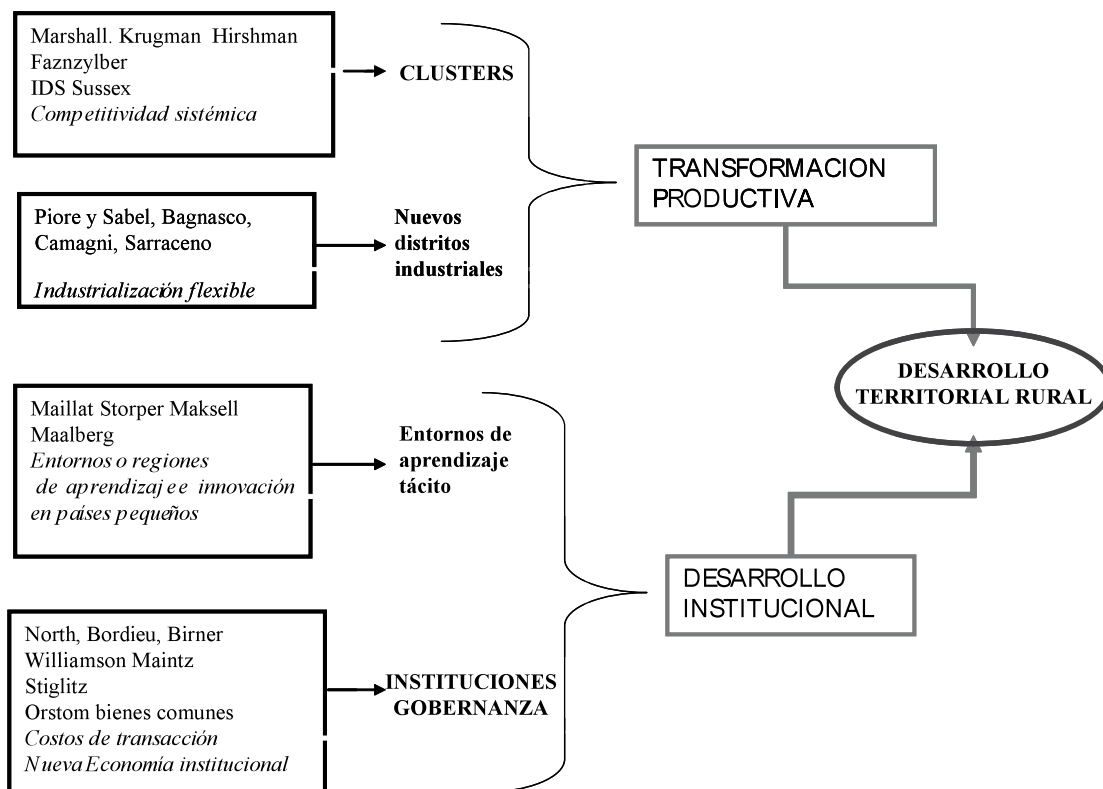 Marshall. Krugman Hirshman
Faznzylber
IDS Sussex
Competitividad sistémica
CLUSTERS
Piore y Sabel, Bagnasco,
Camagni, Sarraceno
Industrialización flexible
Nuevos
distritos
industriales
TRANSFORMACION
PRODUCTIVA
DESARROLLO
TERRITORIAL RURAL
Maillat Storper Maksell
Maalberg
Entornos o regiones
de aprendizaje e innovación
en países pequeños
Entornos de
aprendizaje
tácito
DESARROLLO
INSTITUCIONAL
North, Bordieu, Birner
Williamson Maintz
Stiglitz
Orstom bienes comunes
Costos de transacción
Nueva Economía institucional
INSTITUCIONES
GOBERNANZA